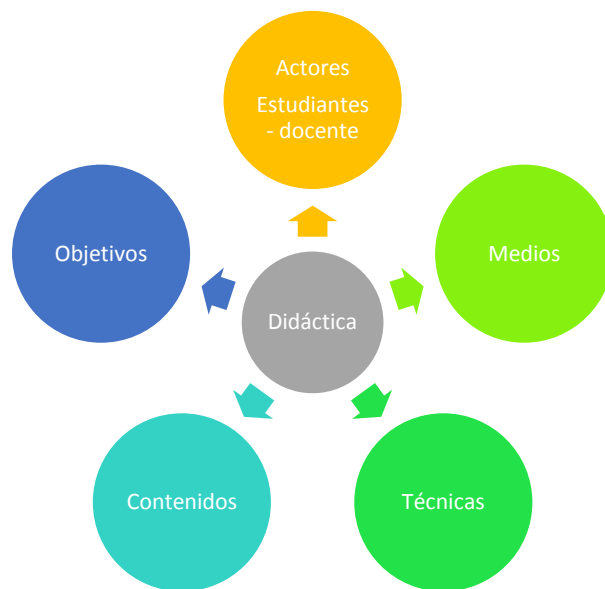 Actores
Estudiantes
- docente
Objetivos
Medios
Didáctica
Contenidos
Técnicas